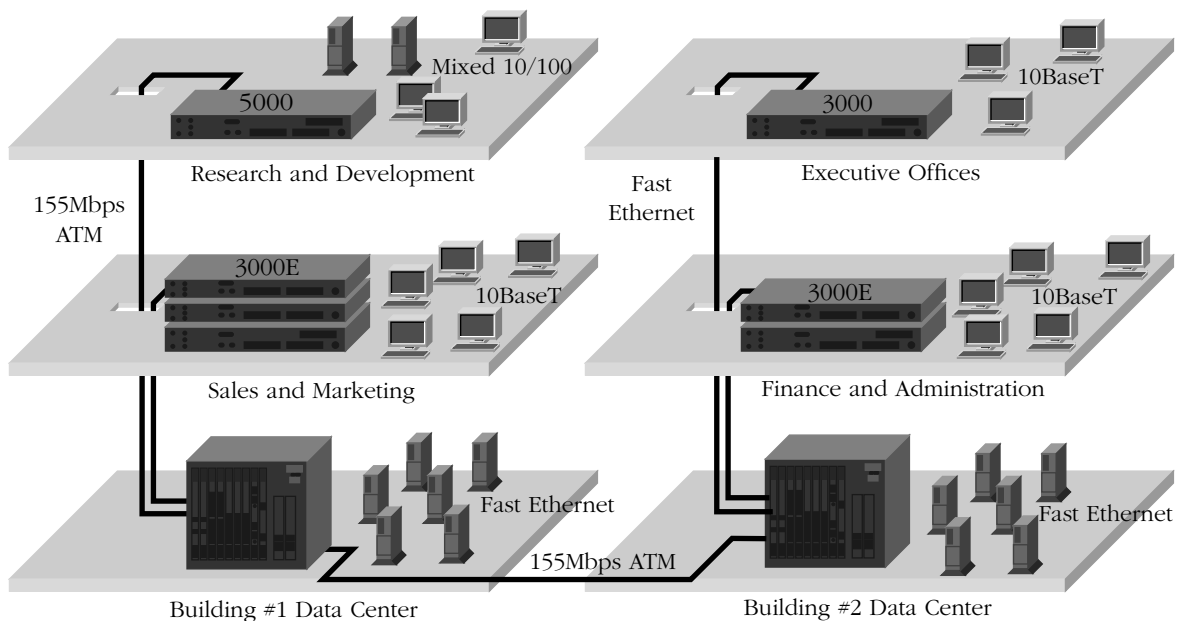 Mixed 10/100
5000
Research and Development
10BaseT
3000
Executive Offices
155Mbps
ATM
Fast
Ethernet
3000E
10BaseT
Sales and Marketing
3000E
10BaseT
Finance and Administration
Fast Ethernet
Fast Ethernet
155Mbps ATM
Building #1 Data Center
Building #2 Data Center